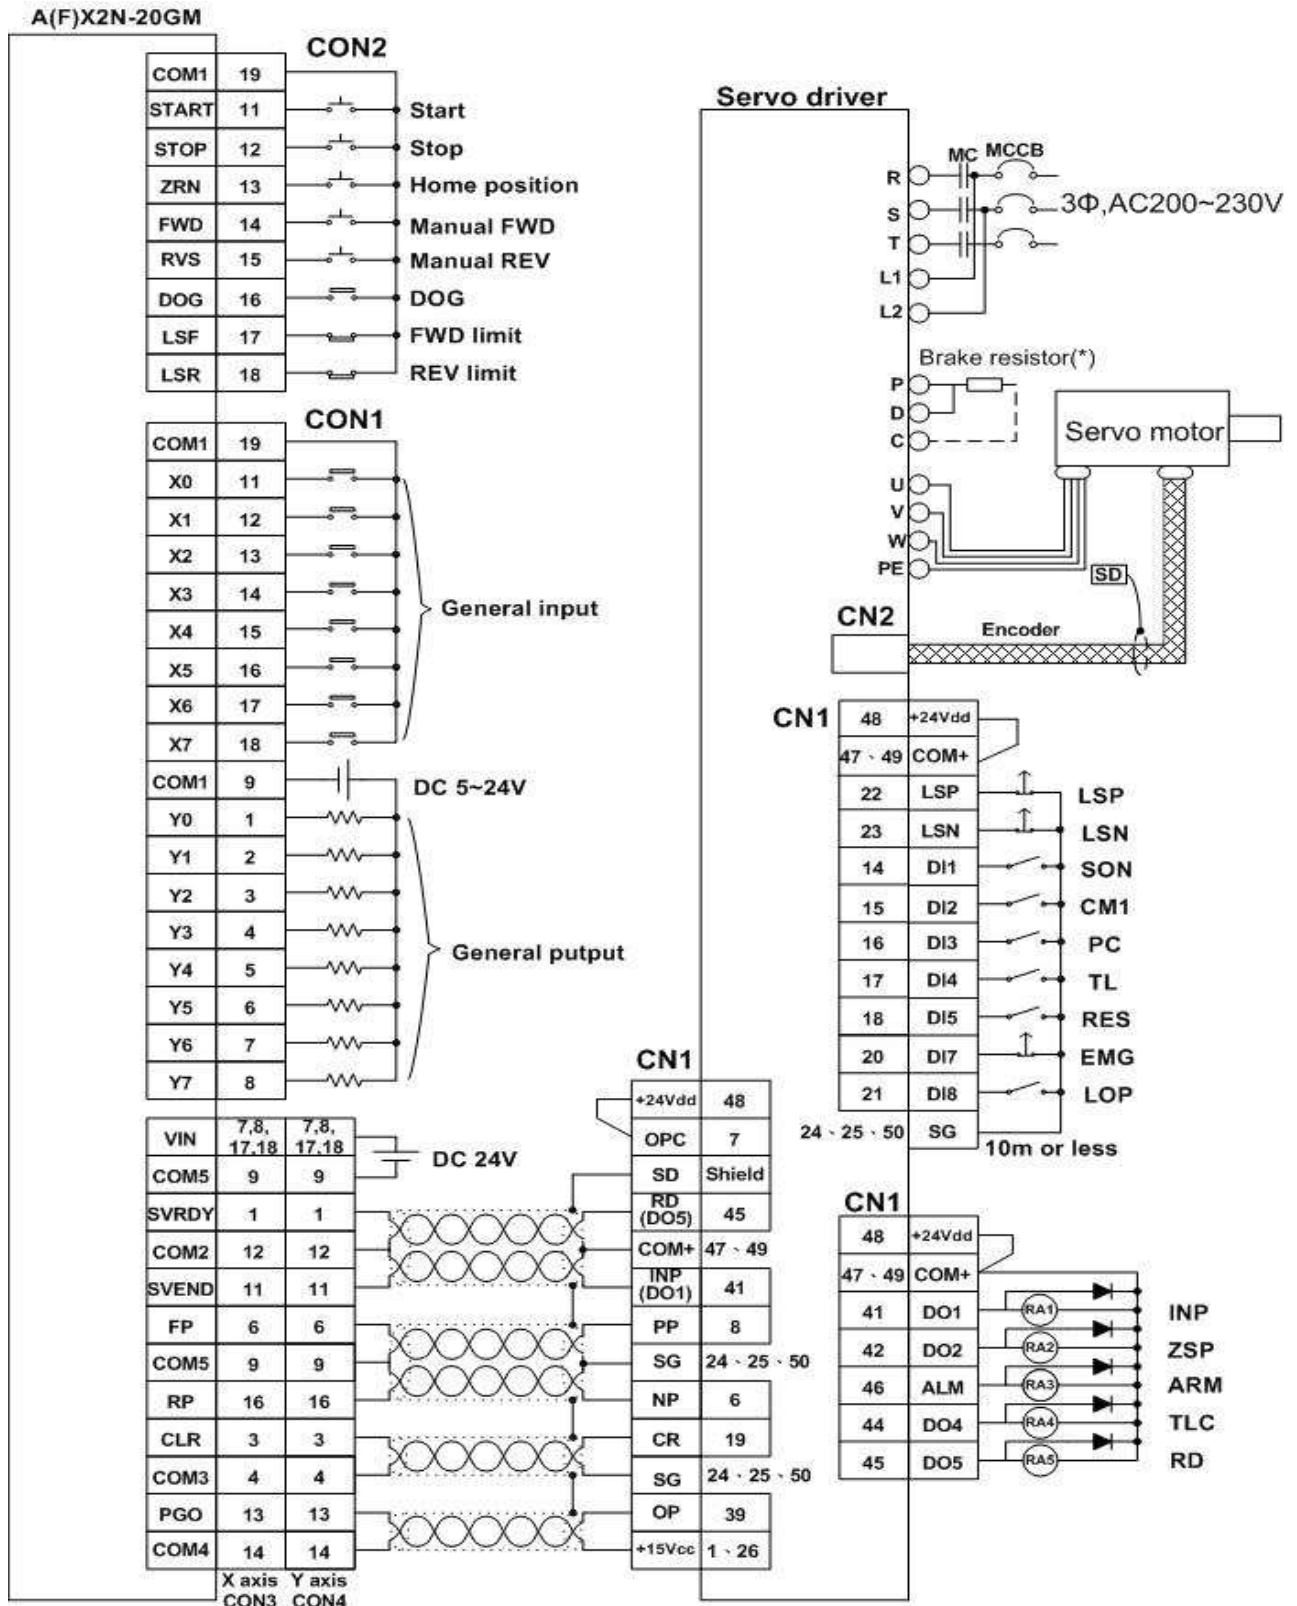 A(F)X2N-20GM
CON2
COM1 19
START 11 Start
STOP 12 Stop
ZRN 13 Home position
FWD 14 Manual FWD
RVS 15 Manual REV
DOG 16 DOG
LSF 17 FWD limit
LSR 18 REV limit
CON1
COM1 19
X0 11
X1 12
X2 13
X3 14
X4 15
X5 16
X6 17
X7 18
General input
COM1 9 DC 5~24V
Y0 1
Y1 2
Y2 3
Y3 4
Y4 5
Y5 6
Y6 7
Y7 8
General putput
VIN 7,8, 7,8,
17,18 17,18
DC 24V
COM5 9 9
SVRDY 1 1
COM2 12 12
SVEND 11 11
FP 6 6
COM5 9 9
RP 16 16
CLR 3 3
COM3 4 4
PGO 13 13
COM4 14 14
X axis Y axis
CON3 CON4
CN1
+24Vdd 48
OPC 7
SD Shield
RD
(DO5) 45
COM+ 47、49
INP
(DO1) 41
PP 8
SG 24、25、50
NP 6
CR 19
SG 24、25、50
OP 39
+15Vcc 1、26
Servo driver
MC MCCB
R
S
T
3Φ,AC200~230V
L1
L2
Brake resistor(*)
P
D
C
Servo motor
U
V
W
PE
SD
CN2
Encoder
CN1
48 +24Vdd
47、49 COM+
22 LSP LSP
23 LSN LSN
14 DI1 SON
15 DI2 CM1
16 DI3 PC
17 DI4 TL
18 DI5 RES
20 DI7 EMG
21 DI8 LOP
24、25、50 SG
10m or less
CN1
48 +24Vdd
47、49 COM+
41 DO1 RA1 INP
42 DO2 RA2 ZSP
46 ALM RA3 ARM
44 DO4 RA4 TLC
45 DO5 RA5 RD